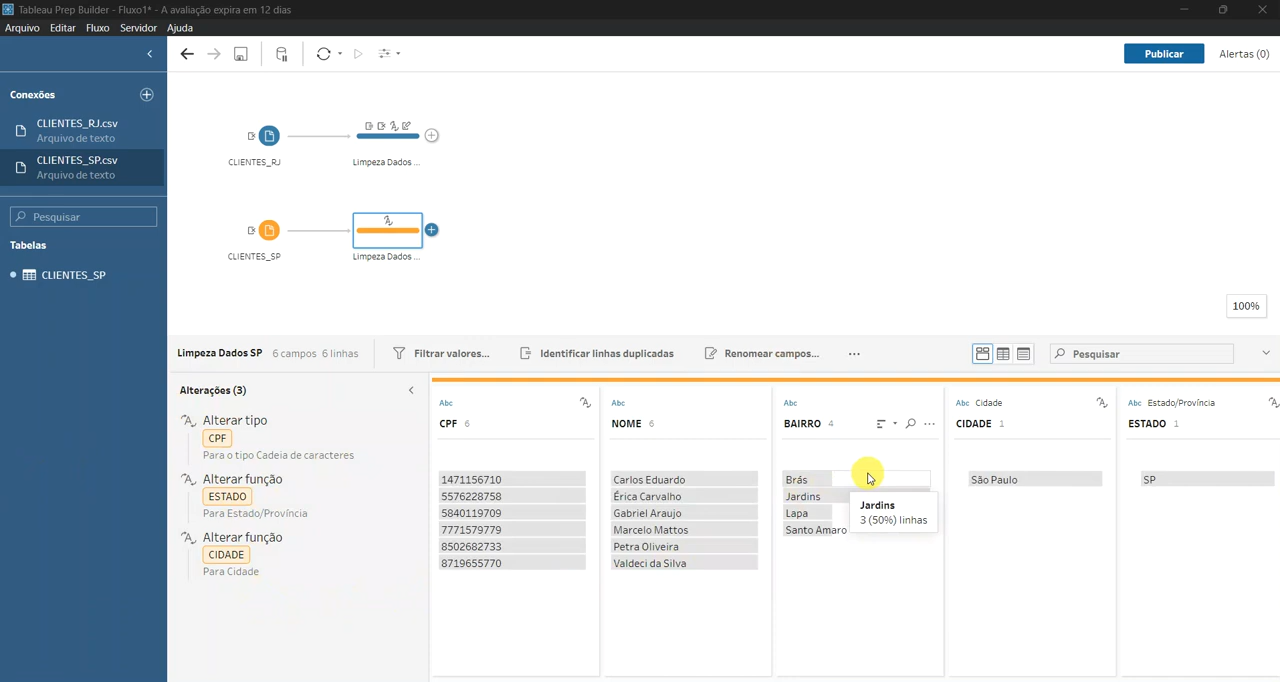 Tableau Prep Builder - Fluxo1* - A avaliação expira em 12 dias
Arquivo Editar Fluxo Servidor Ajuda
Publicar Alertas (0)
Conexões
CLIENTES_RJ.csv
Arquivo de texto
CLIENTES_SP.csv
Arquivo de texto
Pesquisar
Tabelas
CLIENTES_SP
CLIENTES_RJ Limpeza Dados ...
CLIENTES_SP Limpeza Dados ...
100%
Limpeza Dados SP 6 campos 6 linhas Filtrar valores... Identificar linhas duplicadas Renomear campos... ... Pesquisar
Alterações (3)
Alterar tipo
CPF
Para o tipo Cadeia de caracteres
Alterar função
ESTADO
Para Estado/Província
Alterar função
CIDADE
Para Cidade
Abc
CPF 6
1471156710
5576228758
5840119709
7771579779
8502682733
8719655770
Abc
NOME 6
Carlos Eduardo
Érica Carvalho
Gabriel Araujo
Marcelo Mattos
Petra Oliveira
Valdeci da Silva
Abc
BAIRRO 4
Brás
Jardins
Lapa
Santo Amaro
Jardins
3 (50%) linhas
Abc Cidade
CIDADE 1
São Paulo
Abc Estado/Província
ESTADO 1
SP